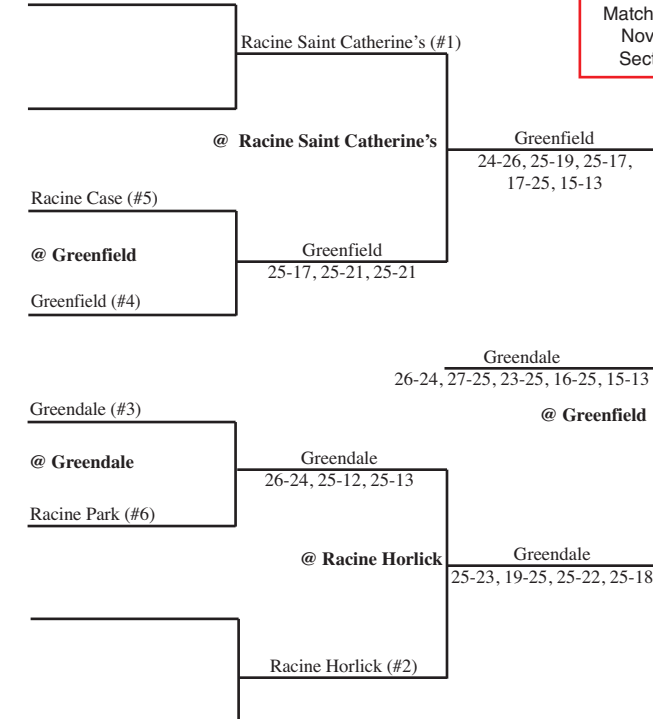 Match
Nov
Sect
Racine Saint Catherine's (#1)
@ Racine Saint Catherine's
Greenfield
24-26, 25-19, 25-17,
17-25, 15-13
Racine Case (#5)
@ Greenfield
Greenfield
25-17, 25-21, 25-21
Greenfield (#4)
Greendale
26-24, 27-25, 23-25, 16-25, 15-13
@ Greenfield
Greendale (#3)
@ Greendale
Greendale
26-24, 25-12, 25-13
Racine Park (#6)
@ Racine Horlick
Greendale
25-23, 19-25, 25-22, 25-18
Racine Horlick (#2)